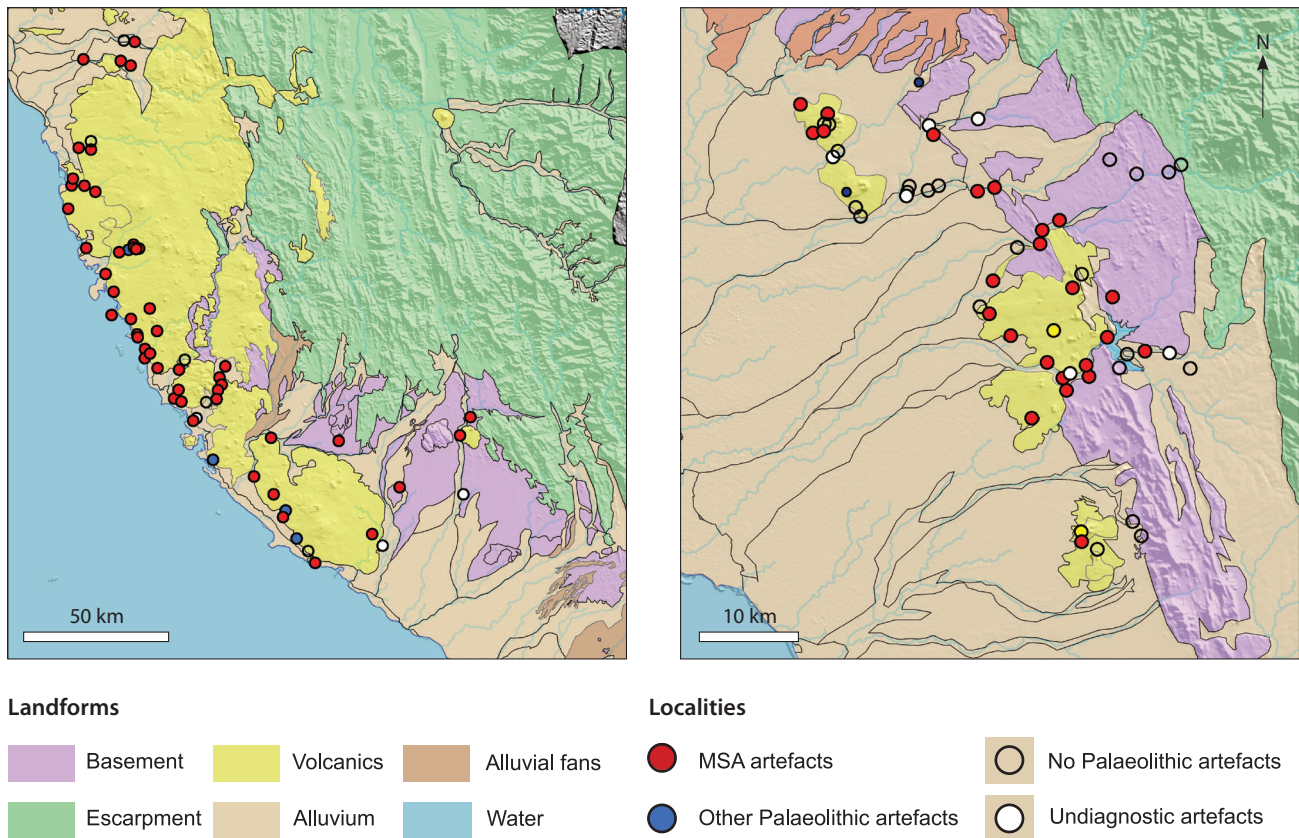 N
50 km
10 km
Landforms
Basement
Volcanics
Alluvial fans
Escarpment
Alluvium
Water
Localities
MSA artefacts
No Palaeolithic artefacts
Other Palaeolithic artefacts
Undiagnostic artefacts